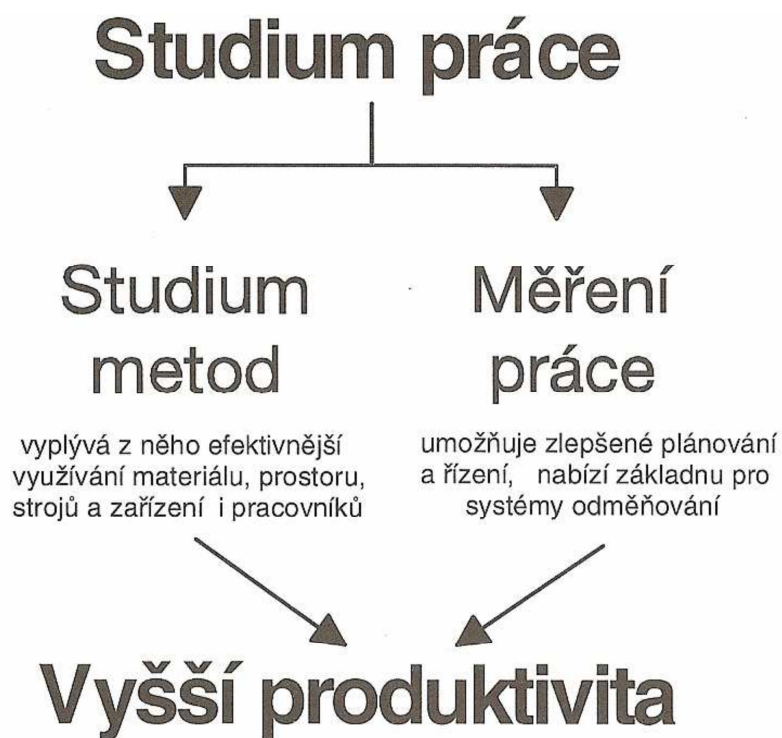 Studium práce
Studium
metod
vyplývá z něho efektivnější
využívání materiálu, prostoru,
strojů a zařízení i pracovníků
Měření
práce
umožňuje zlepšené plánování
a řízení, nabízí základnu pro
systémy odměňování
Vyšší produktivita